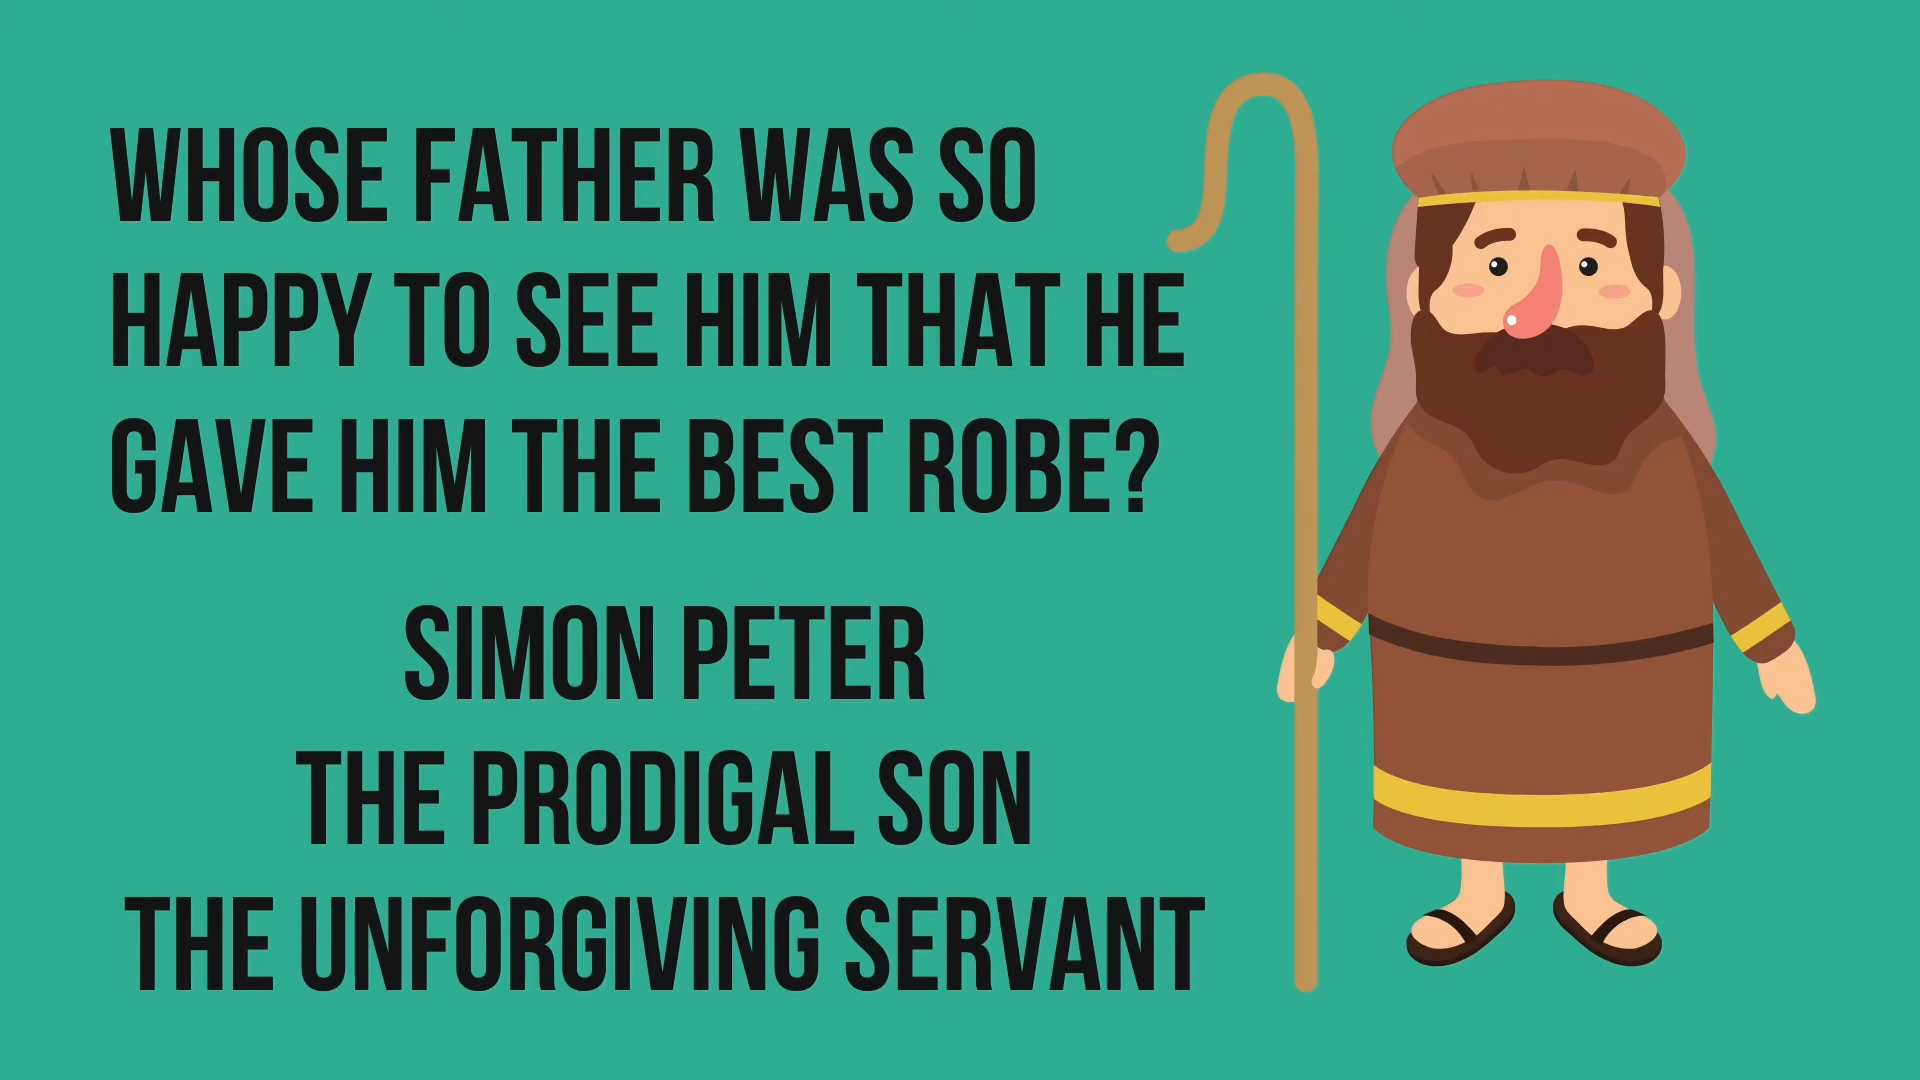 WHOSE FATHER WAS SO
HAPPY TO SEE HIM THAT HE
GAVE HIM THE BEST ROBE?
SIMON PETER
THE PRODIGAL SON
THE UNFORGIVING SERVANT